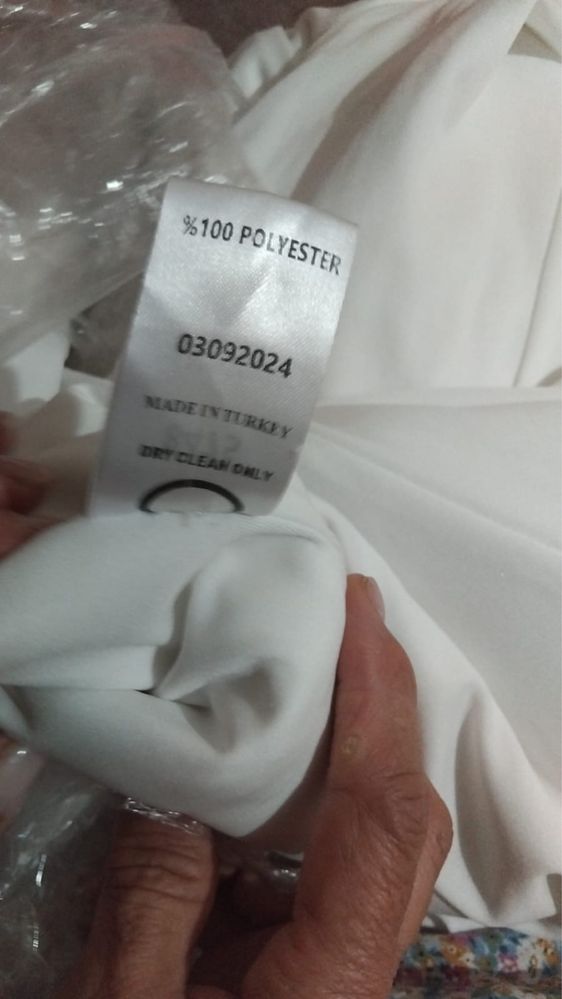 %100 POLYESTER
03092024
MADE IN TURKEY
DRY CLEAN ONLY